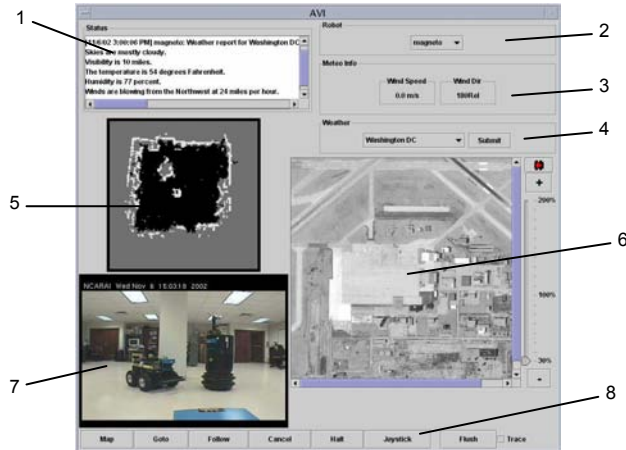 AVI
1
Status
[11/6/02 3:00:06 PM] magneto: Weather report for Washington DC
Skies are mostly cloudy.
Visibility is 10 miles.
The temperature is 54 degrees Fahrenheit.
Humidity is 77 percent.
Winds are blowing from the Northwest at 24 miles per hour.
Robot
magneto
2
Meteo Info
Wind Speed
Wind Dir
0.0 m/s
180Rel
3
Weather
Washington DC
Submit
4
5
+
200%
100%
30%
-
6
NCARAI Wed Nov 6 15:03:18 2002
7
8
Map
Goto
Follow
Cancel
Halt
Joystick
Flush
Trace